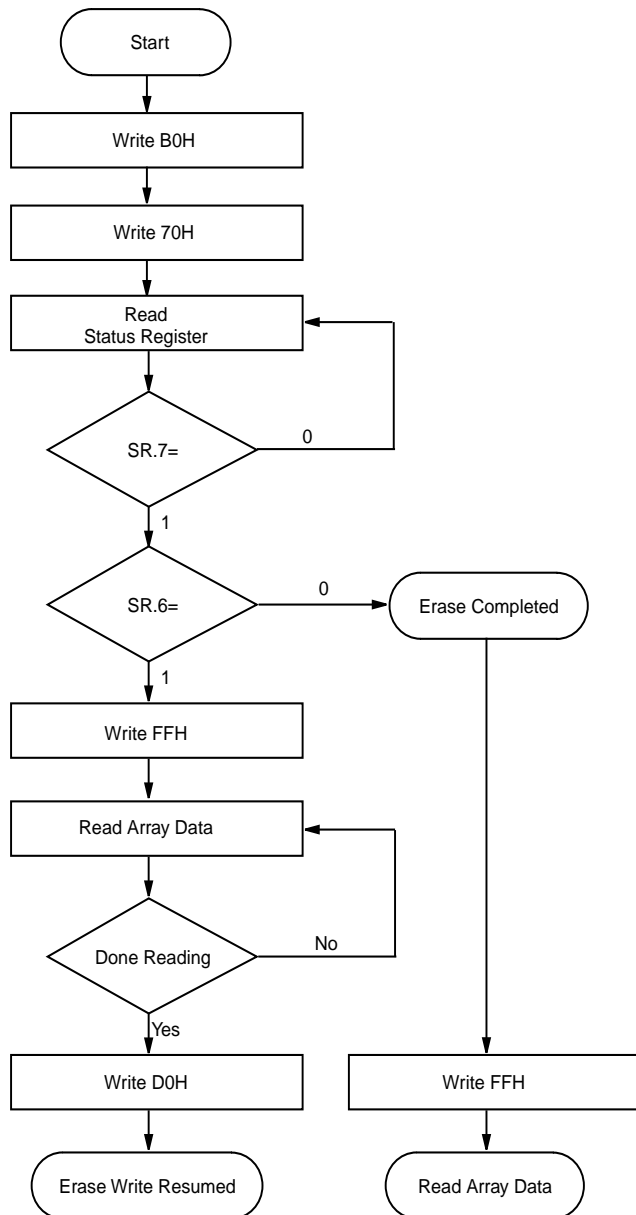 Start
Write B0H
Write 70H
Read
Status Register
SR.7=
0
1
SR.6=
0
Erase Completed
1
Write FFH
Read Array Data
Done Reading
No
Yes
Write D0H
Write FFH
Erase Write Resumed
Read Array Data